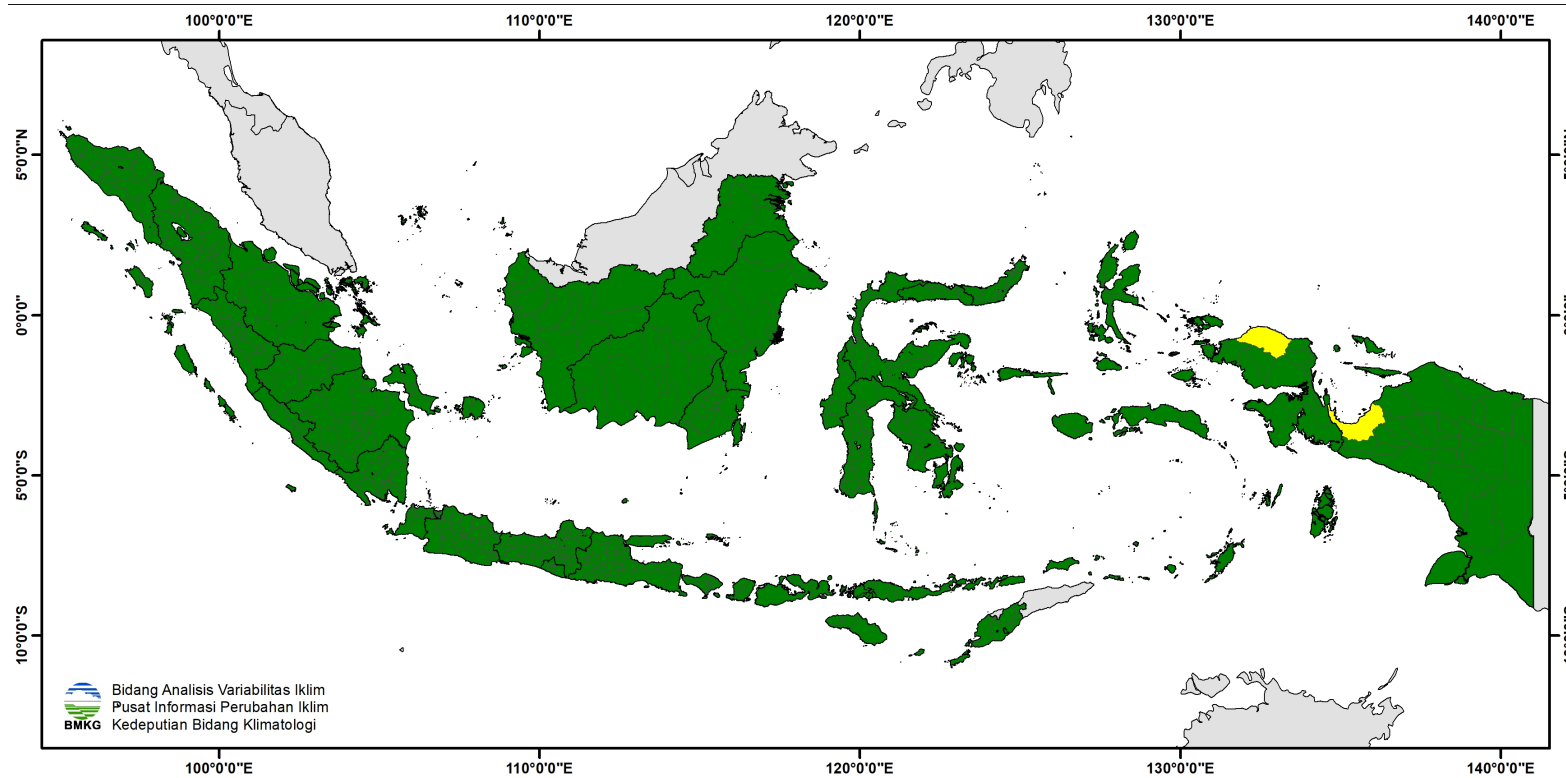 100°0'0"E 110°0'0"E 120°0'0"E 130°0'0"E 140°0'0"E
5°0'0"N
0°0'0"
5°0'0"S
10°0'0"S
Bidang Analisis Variabilitas Iklim
Pusat Informasi Perubahan Iklim
BMKG Kedeputian Bidang Klimatologi
100°0'0"E 110°0'0"E 120°0'0"E 130°0'0"E 140°0'0"E